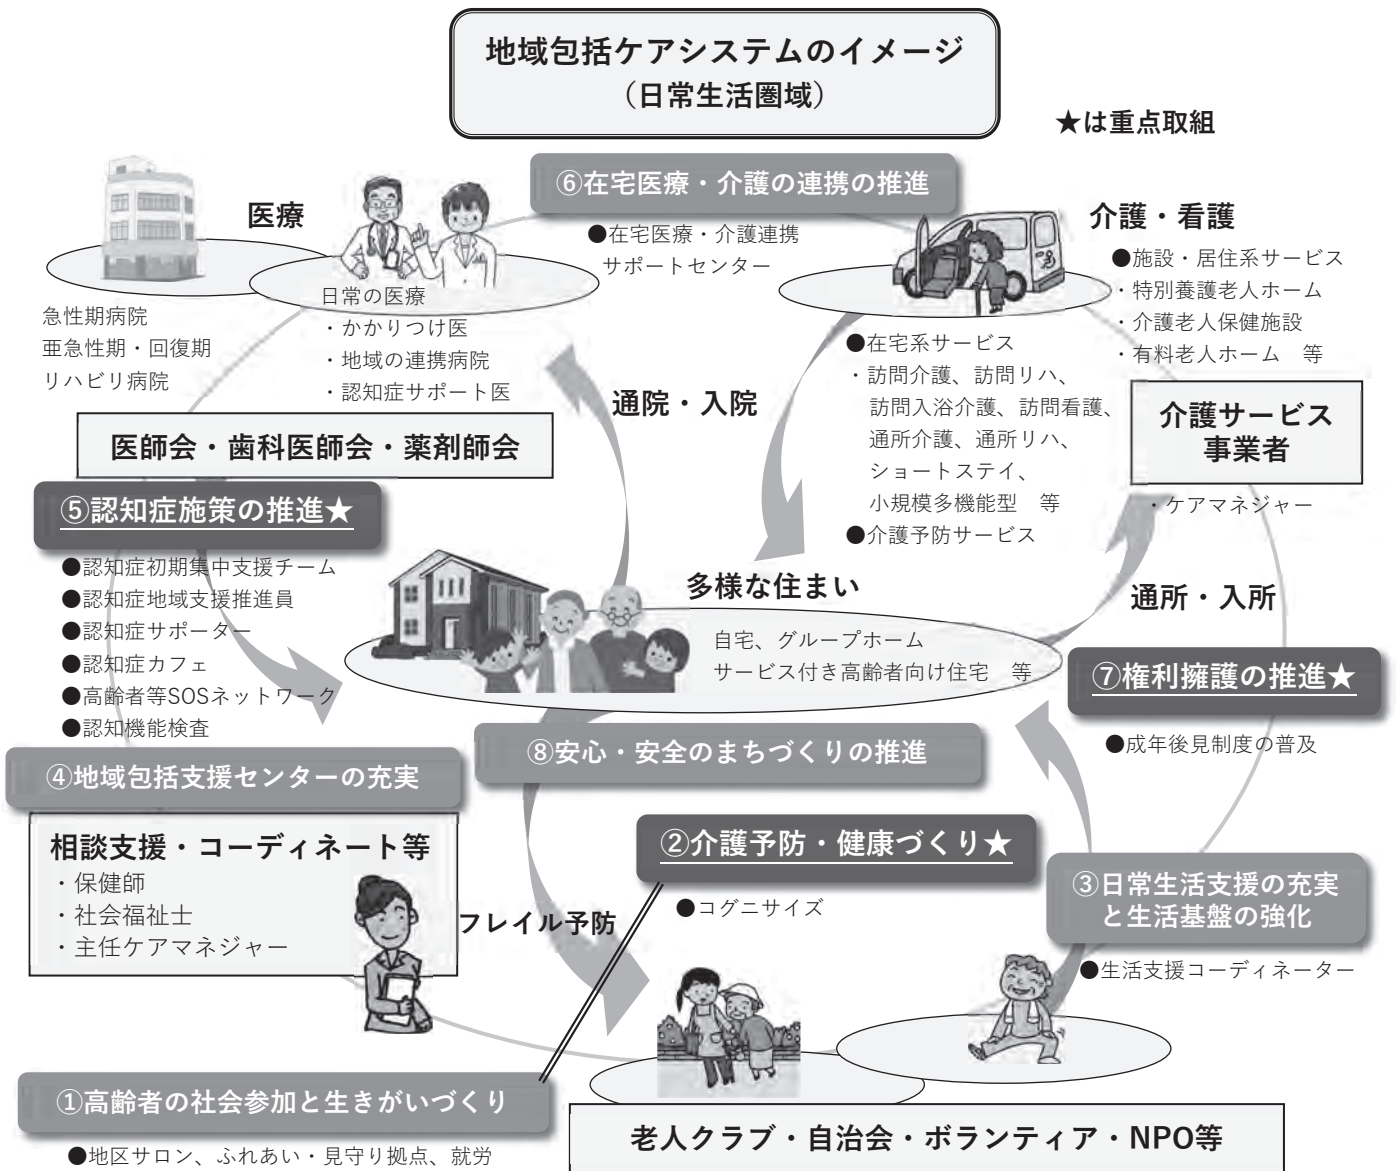 地域包括ケアシステムのイメージ
（日常生活圏域）
★は重点取組
⑥在宅医療・介護の連携の推進
●在宅医療・介護連携
サポートセンター
医療
急性期病院
亜急性期・回復期
リハビリ病院
日常の医療
・かかりつけ医
・地域の連携病院
・認知症サポート医
医師会・歯科医師会・薬剤師会
介護・看護
●施設・居住系サービス
・特別養護老人ホーム
・介護老人保健施設
・有料老人ホーム　等
●在宅系サービス
・訪問介護、訪問リハ、
訪問入浴介護、訪問看護、
通所介護、通所リハ、
ショートステイ、
小規模多機能型　等
●介護予防サービス
介護サービス
事業者
・ケアマネジャー
通院・入院
通所・入所
⑤認知症施策の推進★
●認知症初期集中支援チーム
●認知症地域支援推進員
●認知症サポーター
●認知症カフェ
●高齢者等SOSネットワーク
●認知機能検査
多様な住まい
自宅、グループホーム
サービス付き高齢者向け住宅　等
⑦権利擁護の推進★
●成年後見制度の普及
⑧安心・安全のまちづくりの推進
④地域包括支援センターの充実
相談支援・コーディネート等
・保健師
・社会福祉士
・主任ケアマネジャー
フレイル予防
②介護予防・健康づくり★
●コグニサイズ
③日常生活支援の充実
と生活基盤の強化
●生活支援コーディネーター
①高齢者の社会参加と生きがいづくり
●地区サロン、ふれあい・見守り拠点、就労
老人クラブ・自治会・ボランティア・NPO等